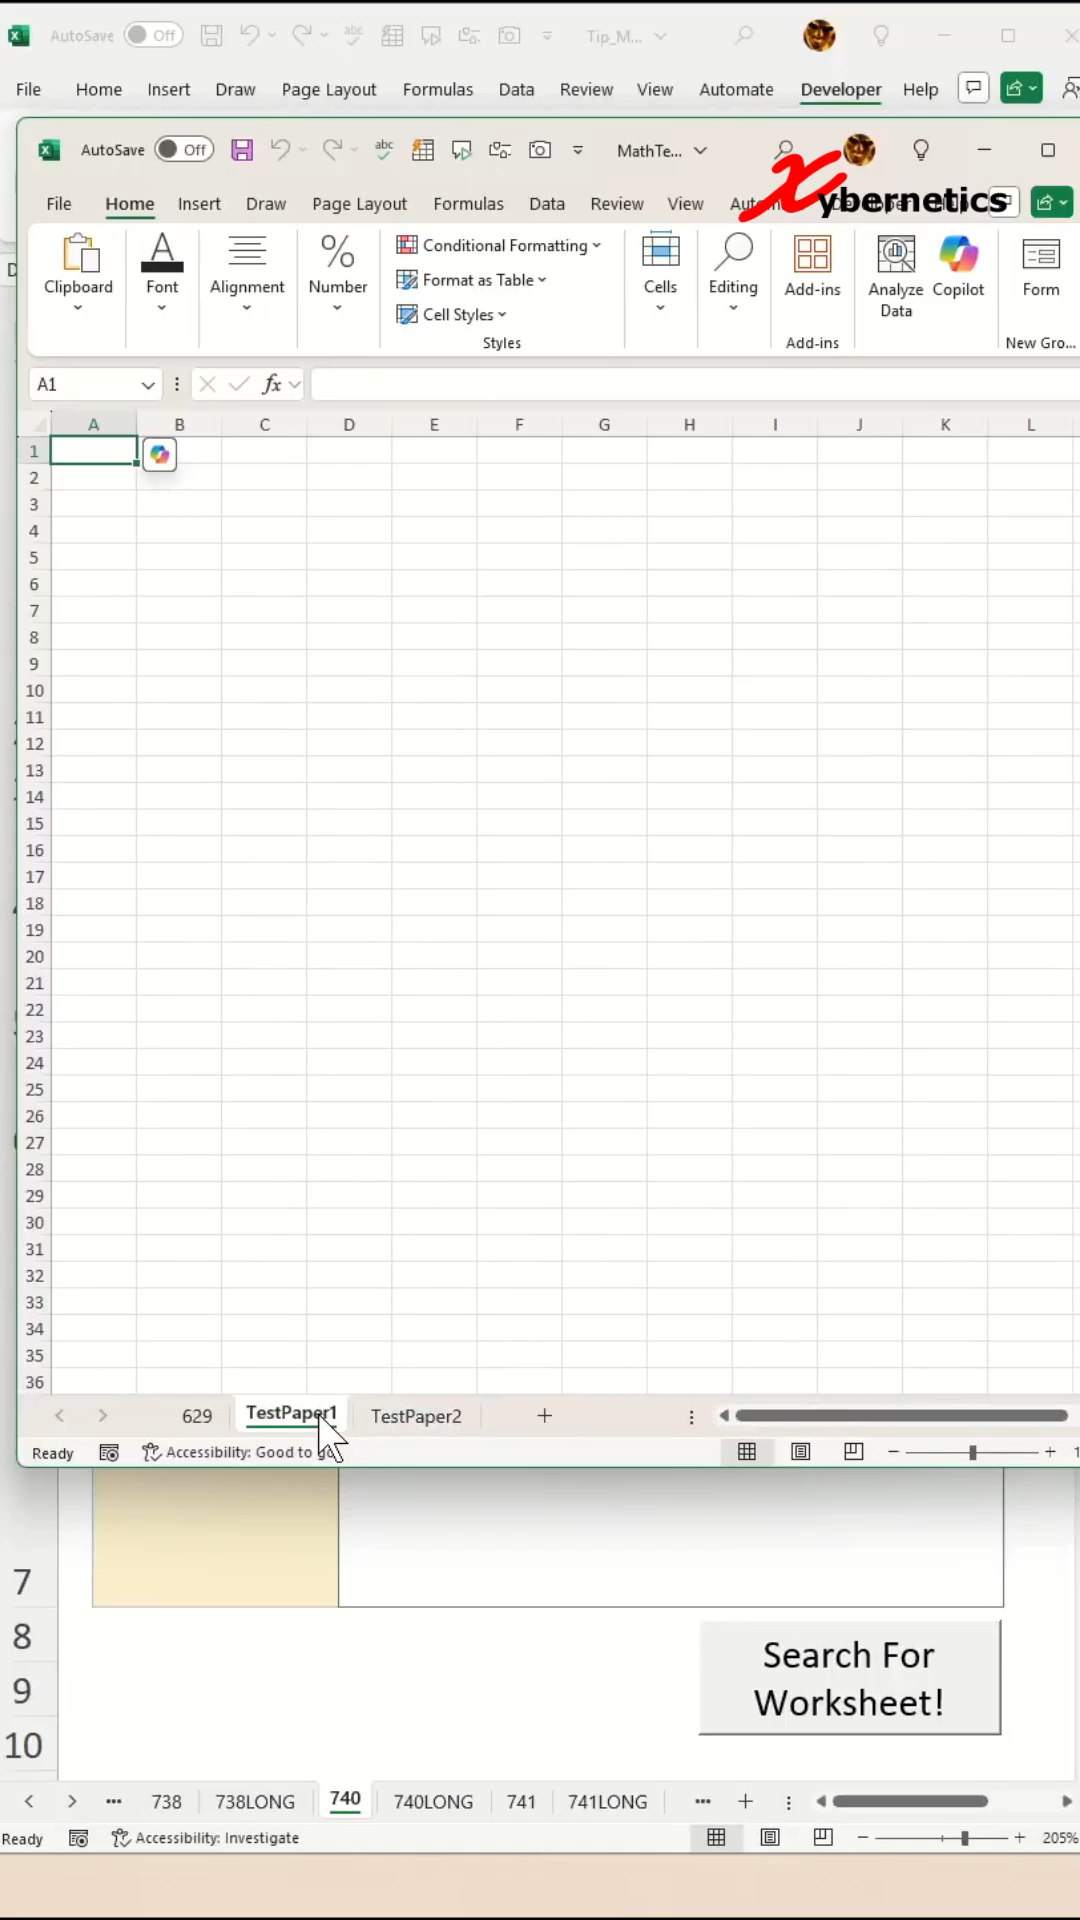 AutoSave Off Tip_M...
File Home Insert Draw Page Layout Formulas Data Review View Automate Developer Help
AutoSave Off abc MathTe...
Xybernetics
File Home Insert Draw Page Layout Formulas Data Review View
Clipboard Font Alignment Number
Conditional Formatting
Format as Table
Cell Styles
Styles
Cells Editing Add-ins Analyze Data Copilot Form
Add-ins New Gro...
A1 fx
A B C D E F G H I J K L
1
2
3
4
5
6
7
8
9
10
11
12
13
14
15
16
17
18
19
20
21
22
23
24
25
26
27
28
29
30
31
32
33
34
35
36
629 TestPaper1 TestPaper2
Ready Accessibility: Good to go
7
8
9
10
Search For
Worksheet!
738 738LONG 740 740LONG 741 741LONG
Ready Accessibility: Investigate 205%